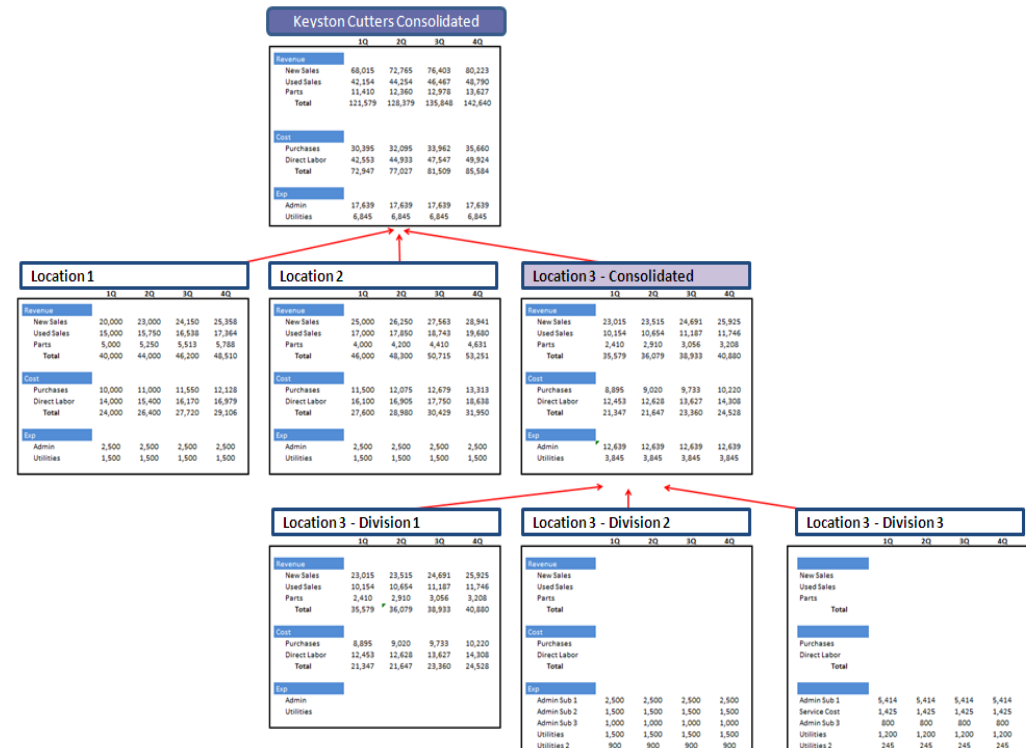 Keyston Cutters Consolidated
1Q 2Q 3Q 4Q
Revenue
New Sales 68,015 72,765 76,403 80,223
Used Sales 42,154 44,254 46,467 48,790
Parts 11,410 12,360 12,978 13,627
Total 121,579 128,379 135,848 142,640
Cost
Purchases 30,395 32,095 33,962 35,660
Direct Labor 42,553 44,933 47,547 49,924
Total 72,947 77,027 81,509 85,584
Exp
Admin 17,639 17,639 17,639 17,639
Utilities 6,845 6,845 6,845 6,845
Location 1
1Q 2Q 3Q 4Q
Revenue
New Sales 20,000 23,000 24,150 25,358
Used Sales 15,000 15,750 16,538 17,364
Parts 5,000 5,250 5,513 5,788
Total 40,000 44,000 46,200 48,510
Cost
Purchases 10,000 11,000 11,550 12,128
Direct Labor 14,000 15,400 16,170 16,979
Total 24,000 26,400 27,720 29,106
Exp
Admin 2,500 2,500 2,500 2,500
Utilities 1,500 1,500 1,500 1,500
Location 2
1Q 2Q 3Q 4Q
Revenue
New Sales 25,000 26,250 27,563 28,941
Used Sales 17,000 17,850 18,743 19,680
Parts 4,000 4,200 4,410 4,631
Total 46,000 48,300 50,715 53,251
Cost
Purchases 11,500 12,075 12,679 13,313
Direct Labor 16,100 16,905 17,750 18,638
Total 27,600 28,980 30,429 31,950
Exp
Admin 2,500 2,500 2,500 2,500
Utilities 1,500 1,500 1,500 1,500
Location 3 - Consolidated
1Q 2Q 3Q 4Q
Revenue
New Sales 23,015 23,515 24,691 25,925
Used Sales 10,154 10,654 11,187 11,746
Parts 2,410 2,910 3,056 3,208
Total 35,579 36,079 38,933 40,880
Cost
Purchases 8,895 9,020 9,733 10,220
Direct Labor 12,453 12,628 13,627 14,308
Total 21,347 21,647 23,360 24,528
Exp
Admin 12,639 12,639 12,639 12,639
Utilities 3,845 3,845 3,845 3,845
Location 3 - Division 1
1Q 2Q 3Q 4Q
Revenue
New Sales 23,015 23,515 24,691 25,925
Used Sales 10,154 10,654 11,187 11,746
Parts 2,410 2,910 3,056 3,208
Total 35,579 36,079 38,933 40,880
Cost
Purchases 8,895 9,020 9,733 10,220
Direct Labor 12,453 12,628 13,627 14,308
Total 21,347 21,647 23,360 24,528
Exp
Admin
Utilities
Location 3 - Division 2
1Q 2Q 3Q 4Q
Revenue
New Sales
Used Sales
Parts
Total
Cost
Purchases
Direct Labor
Total
Exp
Admin Sub 1 2,500 2,500 2,500 2,500
Admin Sub 2 1,500 1,500 1,500 1,500
Admin Sub 3 1,000 1,000 1,000 1,000
Utilities 1,500 1,500 1,500 1,500
Utilities 2 900 900 900 900
Location 3 - Division 3
1Q 2Q 3Q 4Q
Revenue
New Sales
Used Sales
Parts
Total
Cost
Purchases
Direct Labor
Total
Exp
Admin Sub 1 5,414 5,414 5,414 5,414
Service Cost 1,425 1,425 1,425 1,425
Admin Sub 3 800 800 800 800
Utilities 1,200 1,200 1,200 1,200
Utilities 2 245 245 245 245